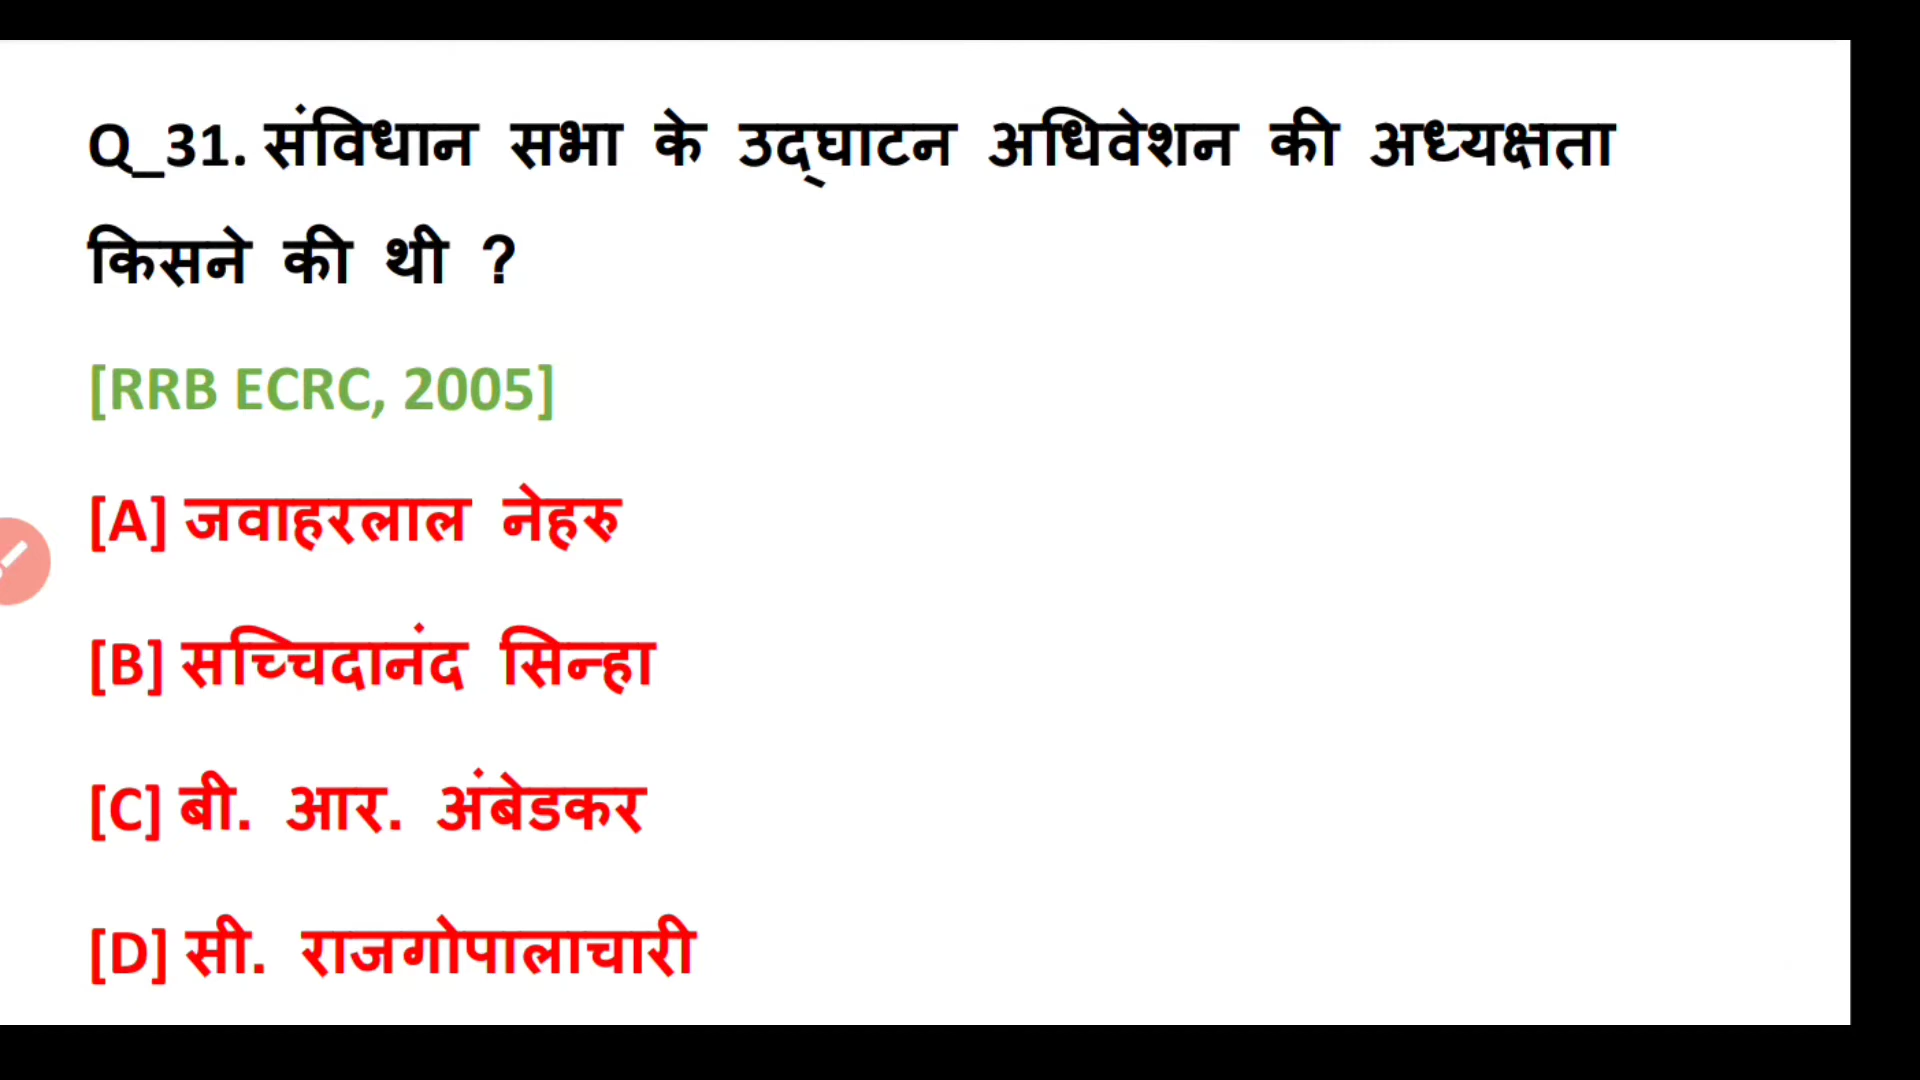 Q_31. संविधान सभा के उद्‌घाटन अधिवेशन की अध्यक्षता
किसने की थी ?
[RRB ECRC, 2005]
[A] जवाहरलाल नेहरु
[B] सच्चिदानंद सिन्हा
[C] बी. आर. अंबेडकर
[D] सी. राजगोपालाचारी